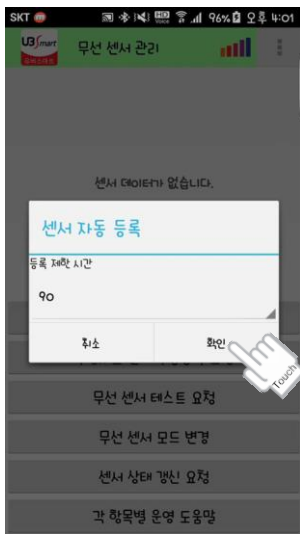 SKT 96% 오후 4:01
U3Smart 무선 센서 관리
센서 데이터가 없습니다.
센서 자동 등록
등록 제한 시간
90
취소 확인
Touch
무선 센서 테스트 요청
무선 센서 모드 변경
센서 상태 갱신 요청
각 항목별 운영 도움말